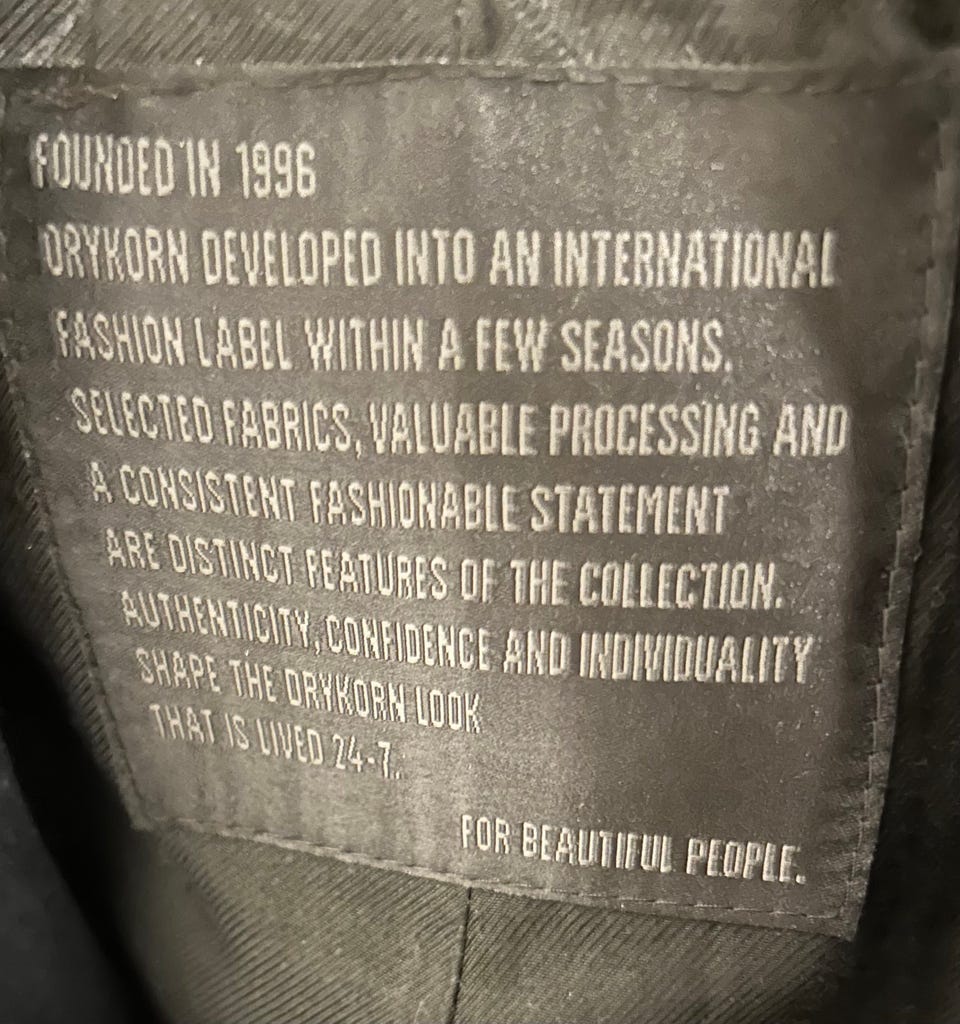 FOUNDED IN 1996
DRYKORN DEVELOPED INTO AN INTERNATIONAL
FASHION LABEL WITHIN A FEW SEASONS.
SELECTED FABRICS, VALUABLE PROCESSING AND
A CONSISTENT FASHIONABLE STATEMENT
ARE DISTINCT FEATURES OF THE COLLECTION.
AUTHENTICITY, CONFIDENCE AND INDIVIDUALITY
SHAPE THE DRYKORN LOOK
THAT IS LIVED 24-7.
FOR BEAUTIFUL PEOPLE.